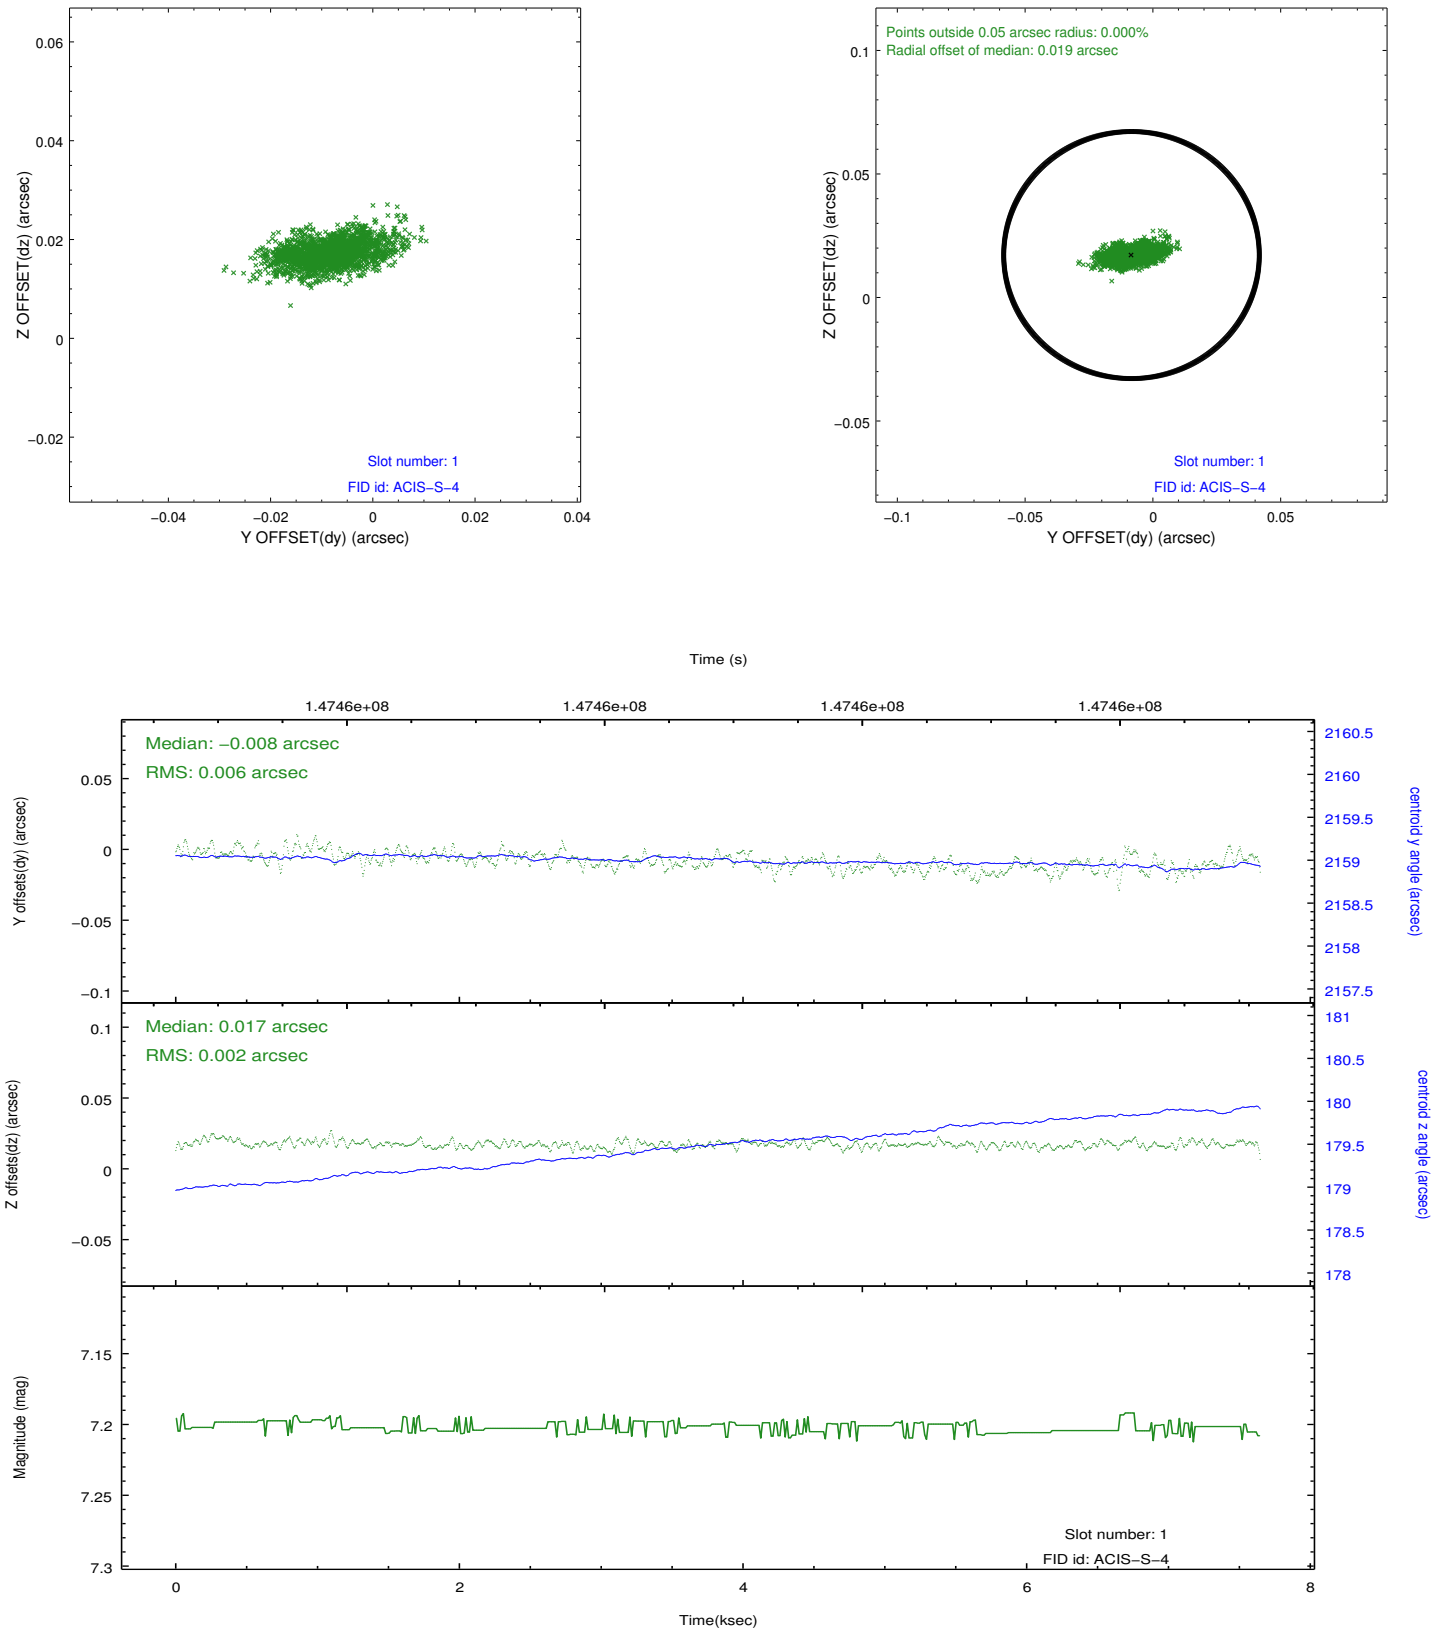 0.06
0.04
0.02
0
−0.02
−0.04
−0.02
0
0.02
0.04
Z OFFSET(dz) (arcsec)
Y OFFSET(dy) (arcsec)
Slot number: 1
FID id: ACIS−S−4
Points outside 0.05 arcsec radius: 0.000%
Radial offset of median: 0.019 arcsec
0.1
0.05
0
−0.05
−0.1
−0.05
0
0.05
Z OFFSET(dz) (arcsec)
Y OFFSET(dy) (arcsec)
Slot number: 1
FID id: ACIS−S−4
Time (s)
1.4746e+08
1.4746e+08
1.4746e+08
1.4746e+08
Median: −0.008 arcsec
RMS: 0.006 arcsec
0.05
0
−0.05
−0.1
Y offsets(dy) (arcsec)
2160.5
2160
2159.5
2159
2158.5
2158
2157.5
centroid y angle (arcsec)
Median: 0.017 arcsec
RMS: 0.002 arcsec
0.1
0.05
0
−0.05
Z offsets(dz) (arcsec)
181
180.5
180
179.5
179
178.5
178
centroid z angle (arcsec)
7.15
7.2
7.25
7.3
Magnitude (mag)
Slot number: 1
FID id: ACIS−S−4
0
2
4
6
8
Time(ksec)